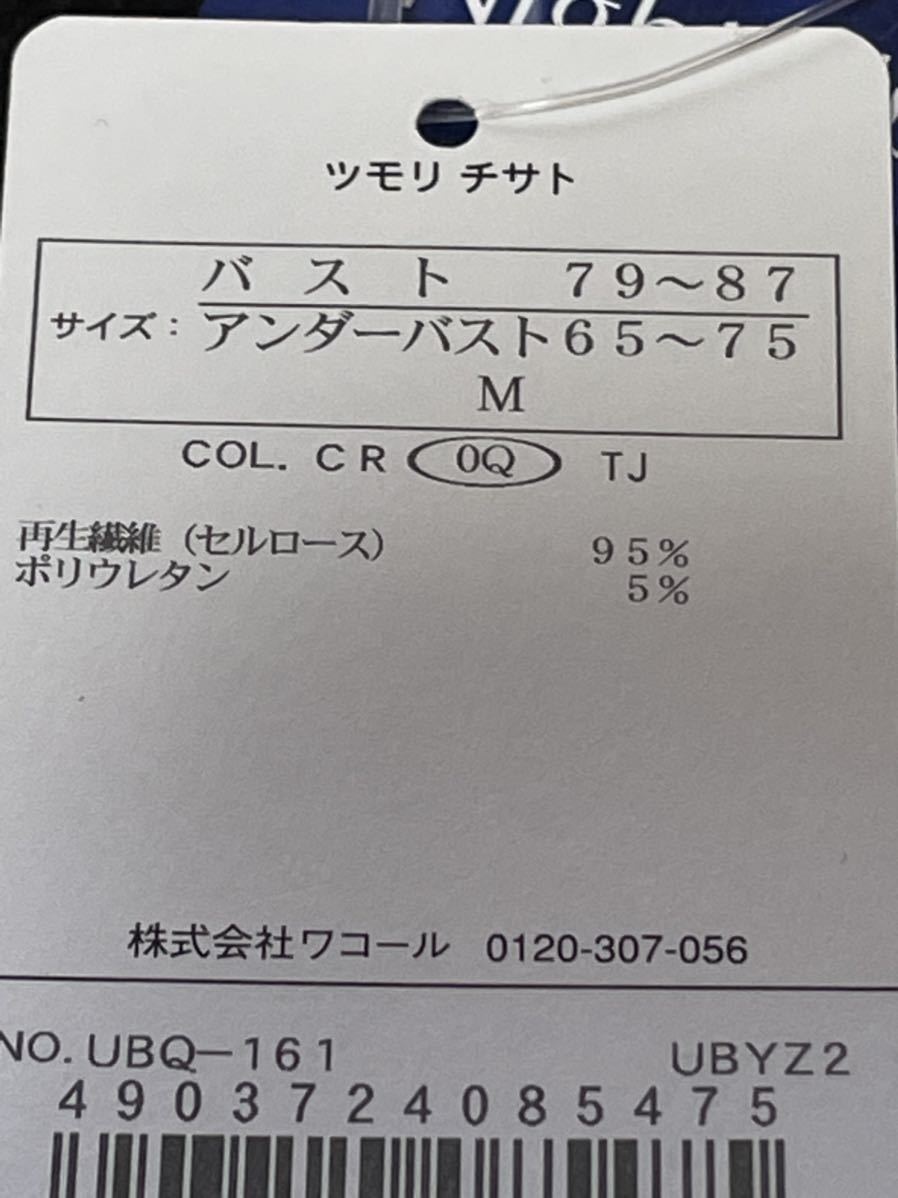 ツモリ チサト
バスト 79〜87
サイズ：アンダーバスト65〜75
M
COL. CR 0Q TJ
再生繊維（セルロース） 95%
ポリウレタン 5%
株式会社ワコール 0120-307-056
NO. UBQ-161 UBYZ2
4903724085475